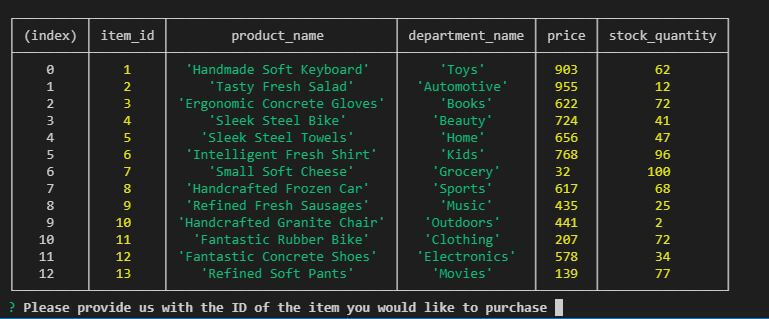 (index) item_id product_name department_name price stock_quantity
0 1 'Handmade Soft Keyboard' 'Toys' 903 62
1 2 'Tasty Fresh Salad' 'Automotive' 955 12
2 3 'Ergonomic Concrete Gloves' 'Books' 622 72
3 4 'Sleek Steel Bike' 'Beauty' 724 41
4 5 'Sleek Steel Towels' 'Home' 656 47
5 6 'Intelligent Fresh Shirt' 'Kids' 768 96
6 7 'Small Soft Cheese' 'Grocery' 32 100
7 8 'Handcrafted Frozen Car' 'Sports' 617 68
8 9 'Refined Fresh Sausages' 'Music' 435 25
9 10 'Handcrafted Granite Chair' 'Outdoors' 441 2
10 11 'Fantastic Rubber Bike' 'Clothing' 207 72
11 12 'Fantastic Concrete Shoes' 'Electronics' 578 34
12 13 'Refined Soft Pants' 'Movies' 139 77
? Please provide us with the ID of the item you would like to purchase